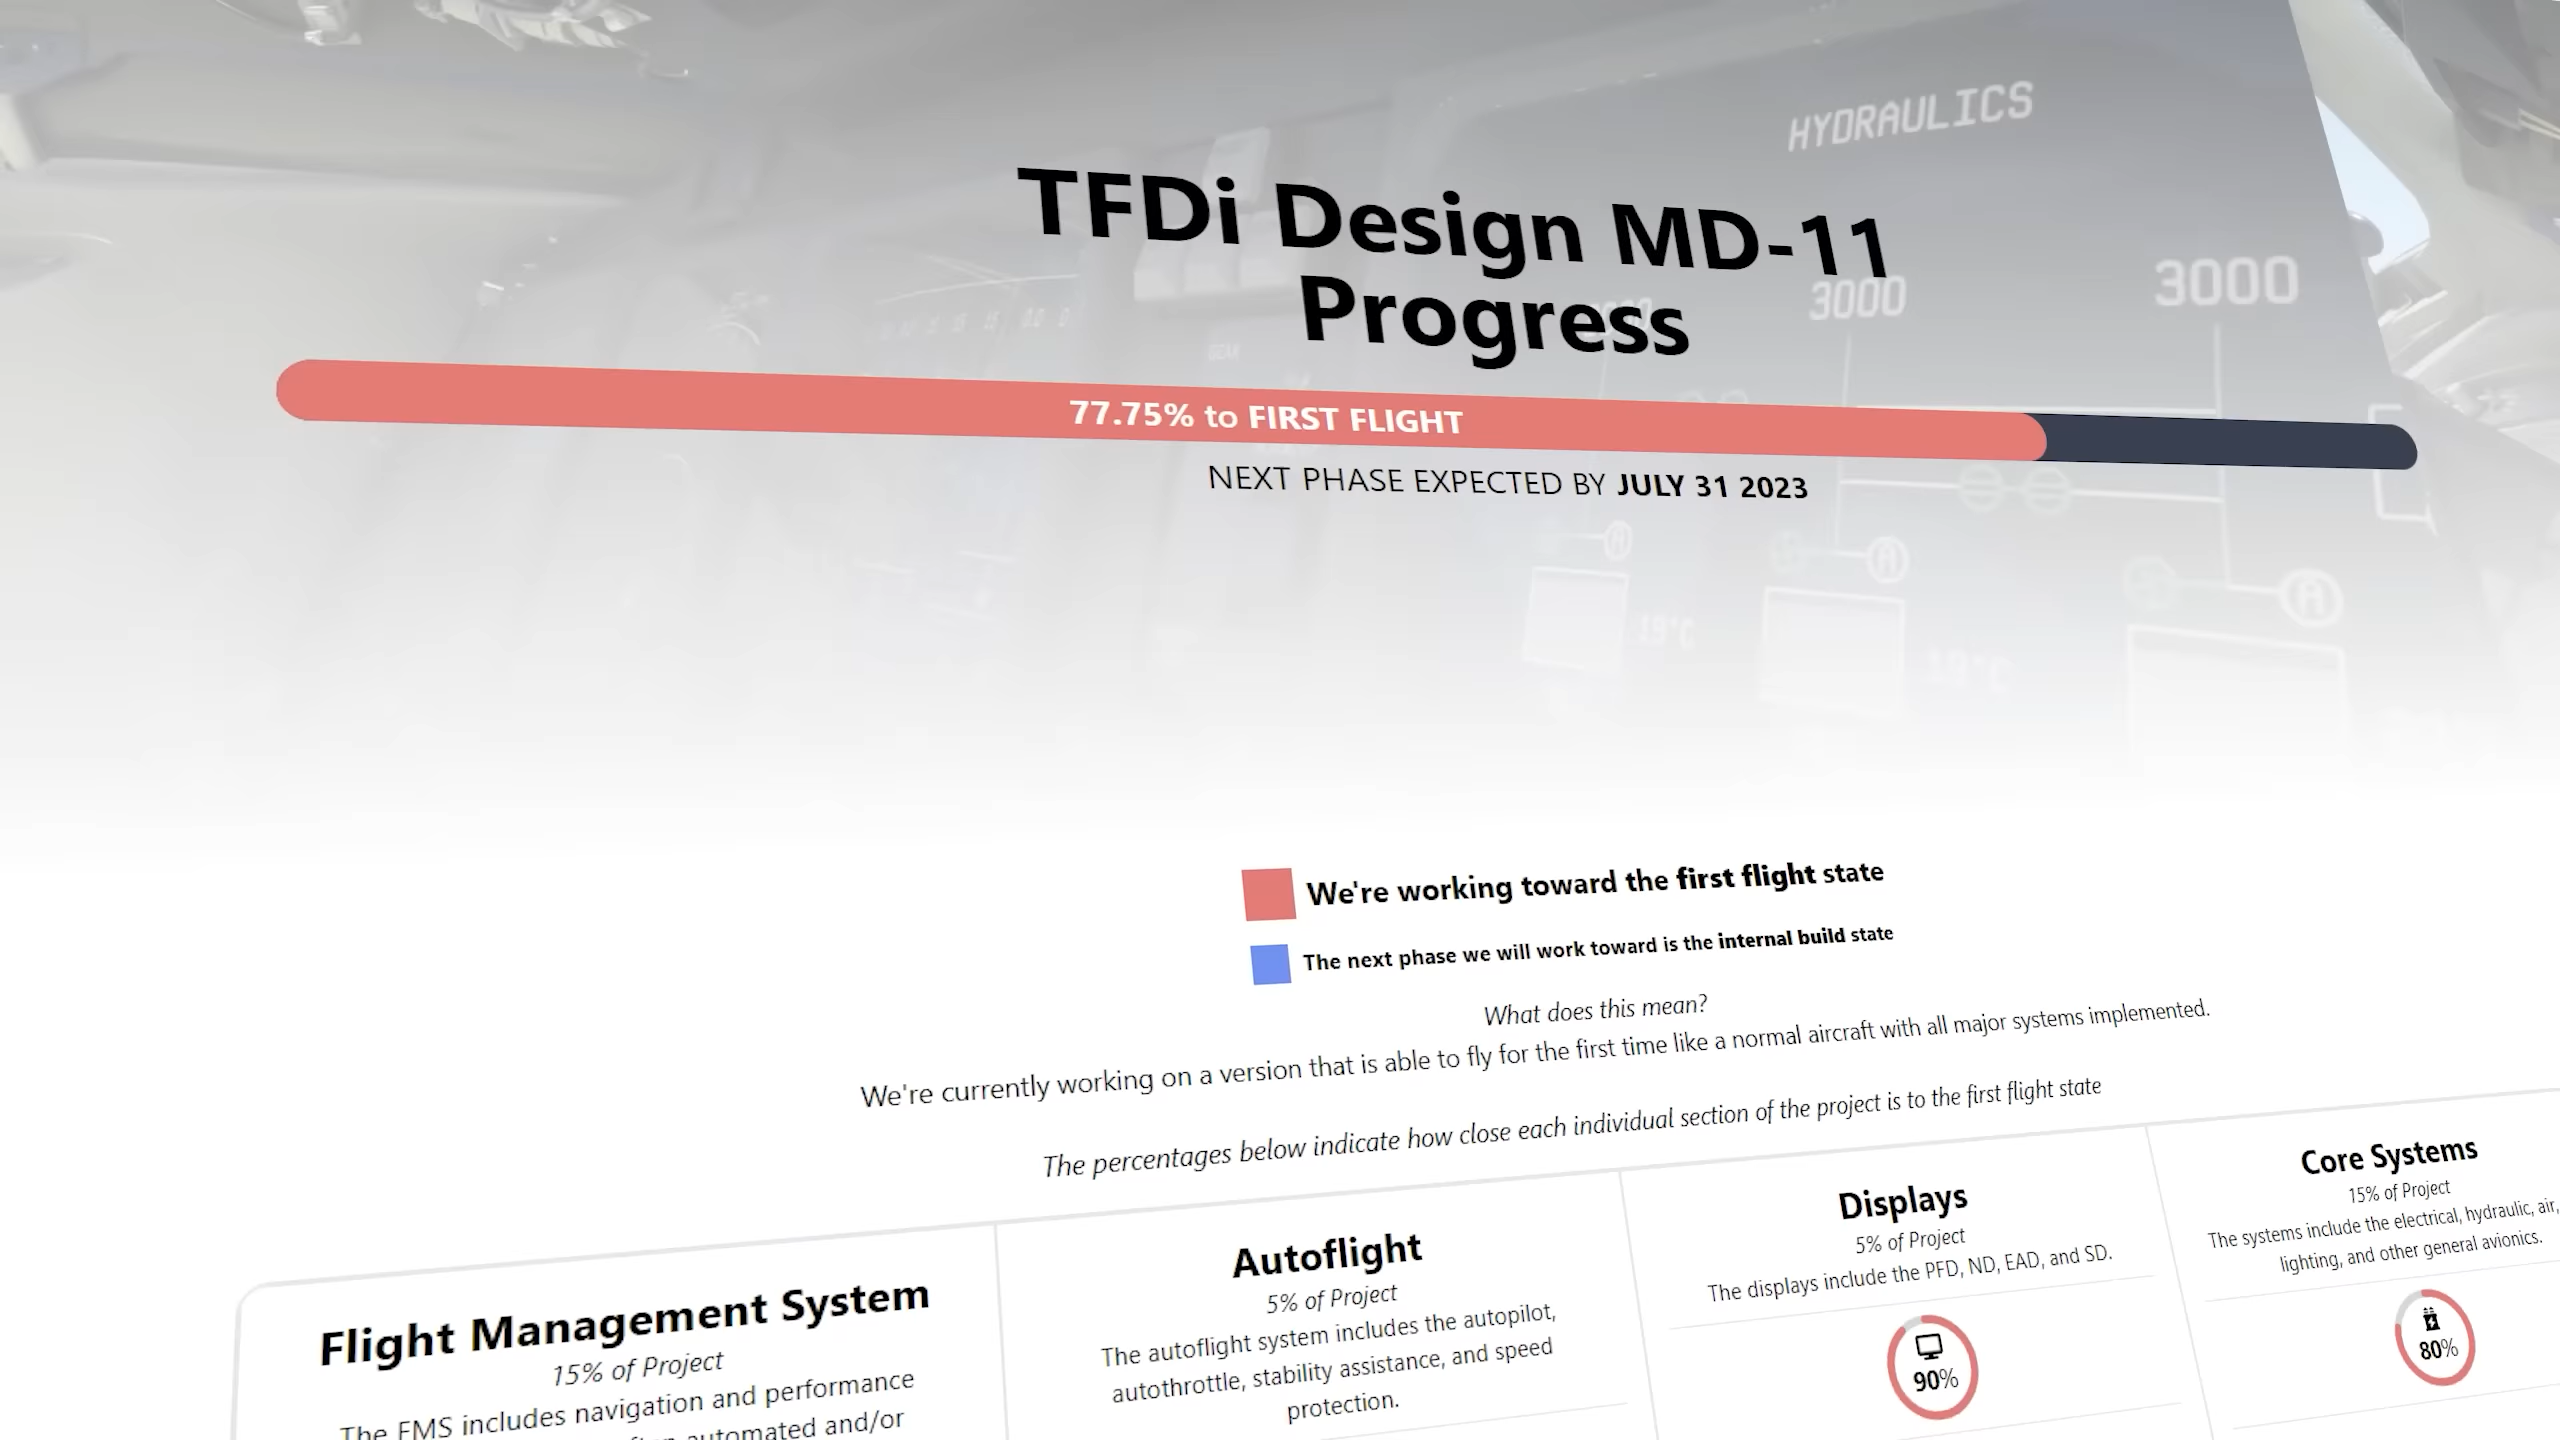 HYDRAULICS
TFDi Design MD-11
Progress
3000
3000
3000
GEAR
77.75% to FIRST FLIGHT
NEXT PHASE EXPECTED BY JULY 31 2023
19°C
19°C
We're working toward the first flight state
The next phase we will work toward is the internal build state
What does this mean?
We're currently working on a version that is able to fly for the first time like a normal aircraft with all major systems implemented.
The percentages below indicate how close each individual section of the project is to the first flight state
Flight Management System
15% of Project
The FMS includes navigation and performance
automated and/or
Autoflight
5% of Project
The autoflight system includes the autopilot,
autothrottle, stability assistance, and speed
protection.
Displays
5% of Project
The displays include the PFD, ND, EAD, and SD.
90%
Core Systems
15% of Project
The systems include the electrical, hydraulic, air,
lighting, and other general avionics.
80%